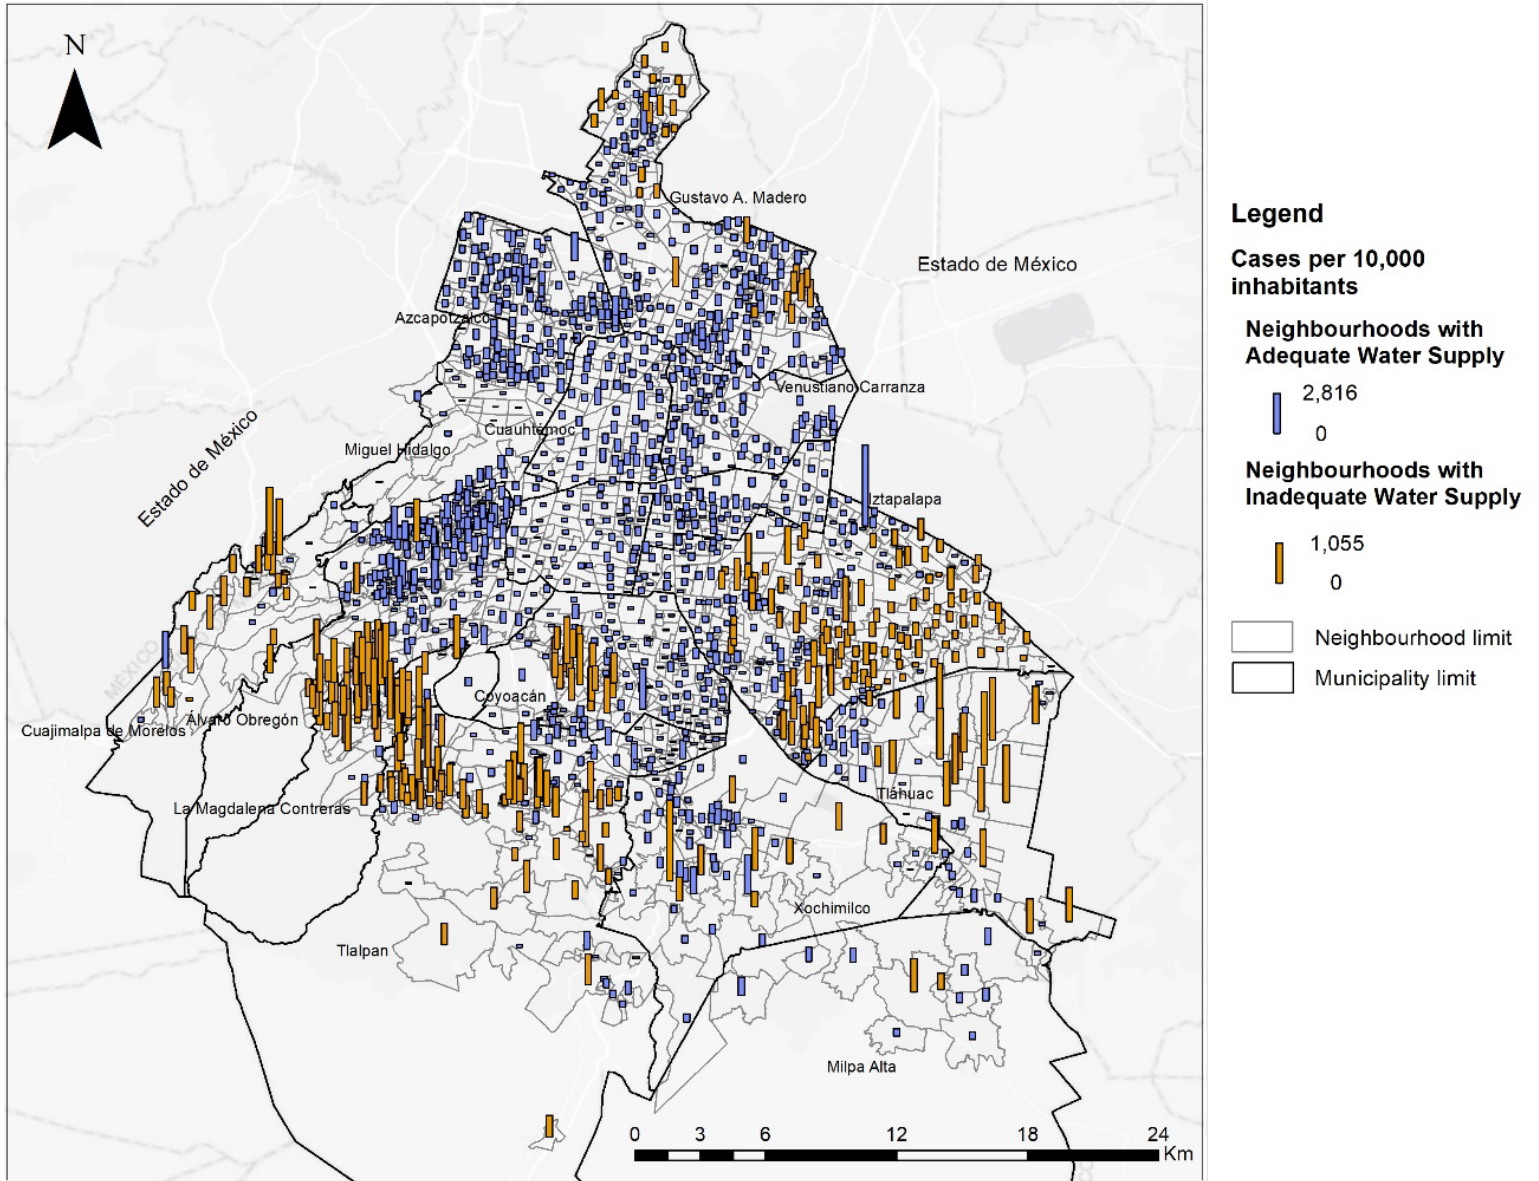 N
Gustavo A. Madero
Estado de México
Azcapotzalco
Venustiano Carranza
Cuauhtémoc
Miguel Hidalgo
Estado de México
Iztapalapa
Coyoacán
Álvaro Obregón
Cuajimalpa de Morelos
La Magdalena Contreras
Tláhuac
Xochimilco
Tlalpan
Milpa Alta
0 3 6 12 18 24
Km
Legend
Cases per 10,000
inhabitants
Neighbourhoods with
Adequate Water Supply
2,816
0
Neighbourhoods with
Inadequate Water Supply
1,055
0
Neighbourhood limit
Municipality limit